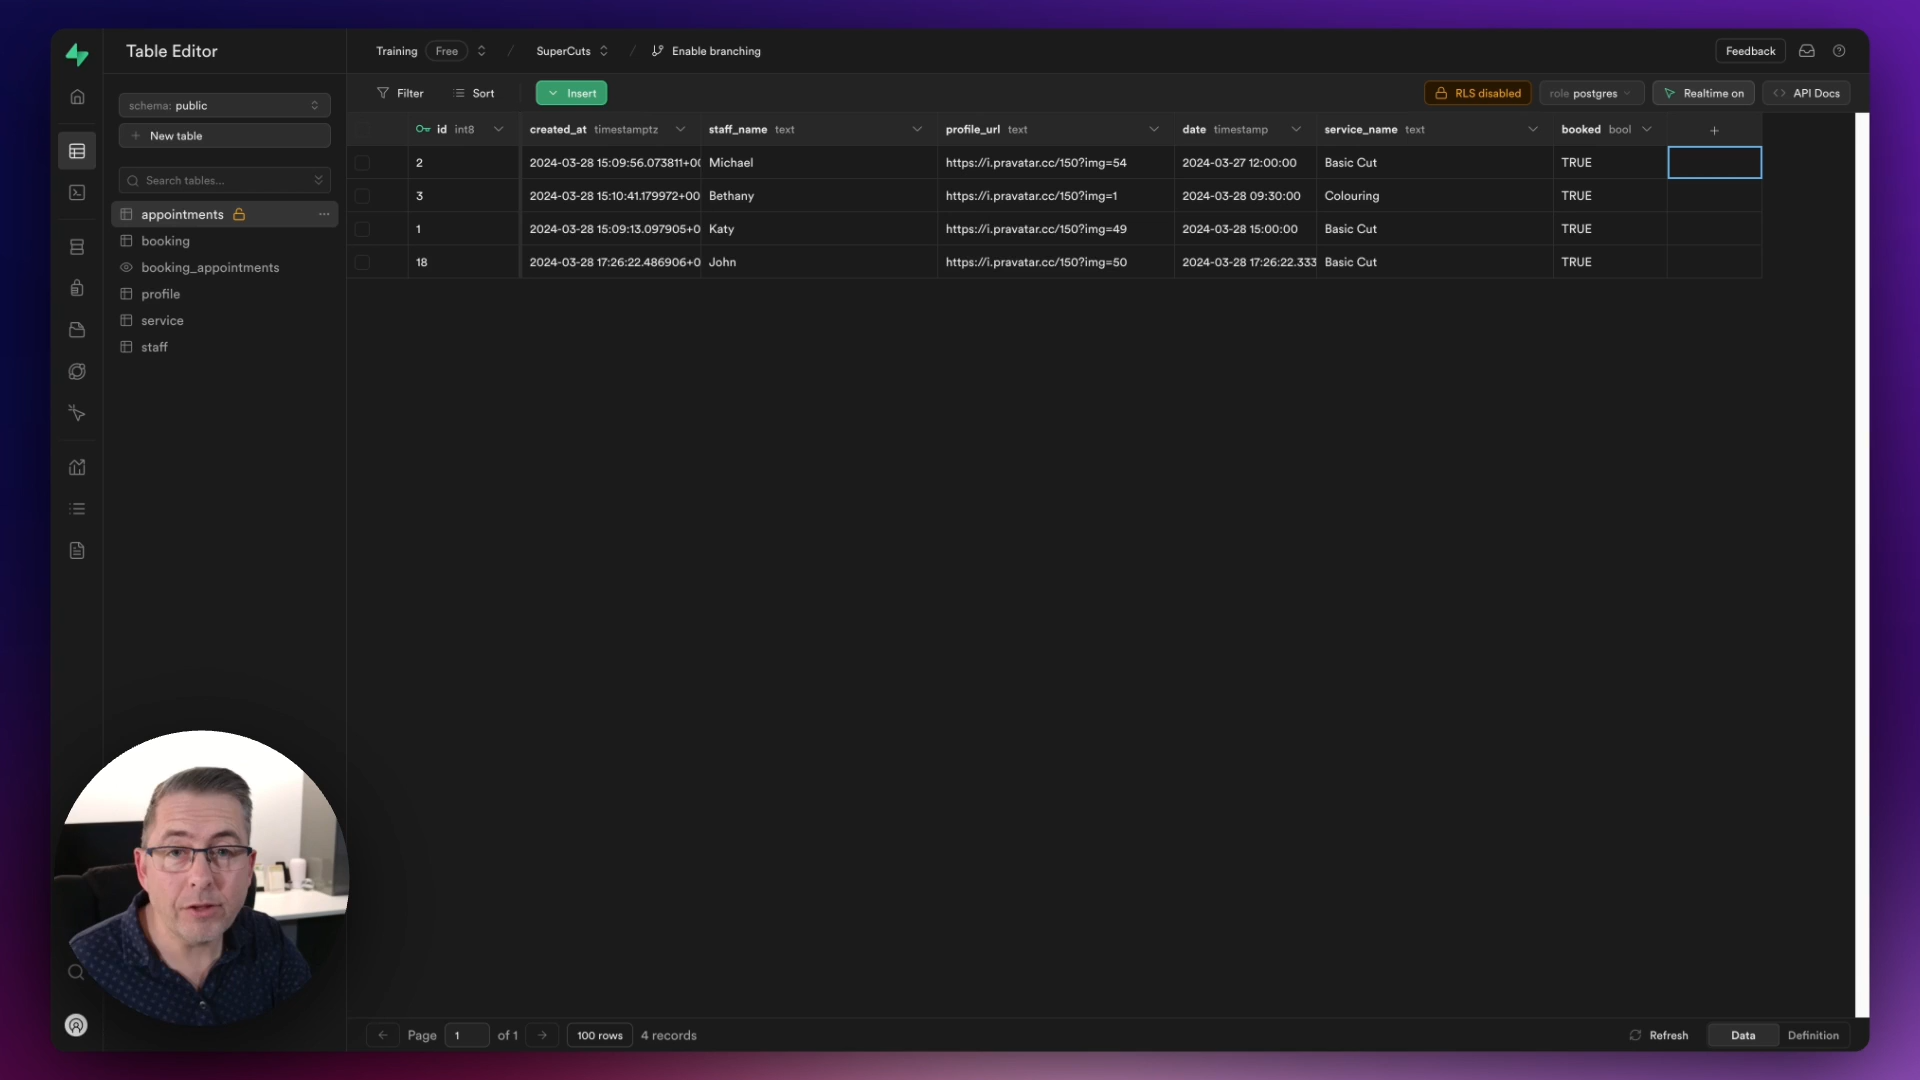 Table Editor
Training Free / SuperCuts / Enable branching
Feedback
schema: public
New table
Search tables...
appointments
booking
booking_appointments
profile
service
staff
Filter Sort Insert RLS disabled role postgres Realtime on API Docs
id int8 created_at timestamptz staff_name text profile_url text date timestamp service_name text booked bool
2 2024-03-28 15:09:56.073811+00 Michael https://i.pravatar.cc/150?img=54 2024-03-27 12:00:00 Basic Cut TRUE
3 2024-03-28 15:10:41.179972+00 Bethany https://i.pravatar.cc/150?img=1 2024-03-28 09:30:00 Colouring TRUE
1 2024-03-28 15:09:13.097905+0 Katy https://i.pravatar.cc/150?img=49 2024-03-28 15:00:00 Basic Cut TRUE
18 2024-03-28 17:26:22.486906+0 John https://i.pravatar.cc/150?img=50 2024-03-28 17:26:22.333 Basic Cut TRUE
Page 1 of 1 100 rows 4 records Refresh Data Definition